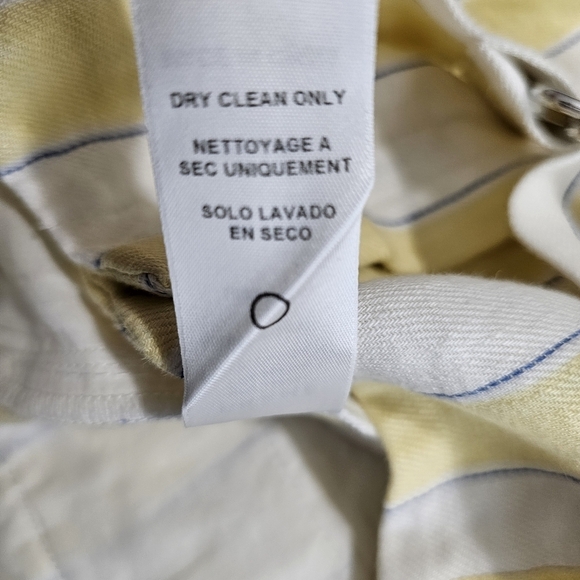 DRY CLEAN ONLY
NETTOYAGE A
SEC UNIQUEMENT
SOLO LAVADO
EN SECO